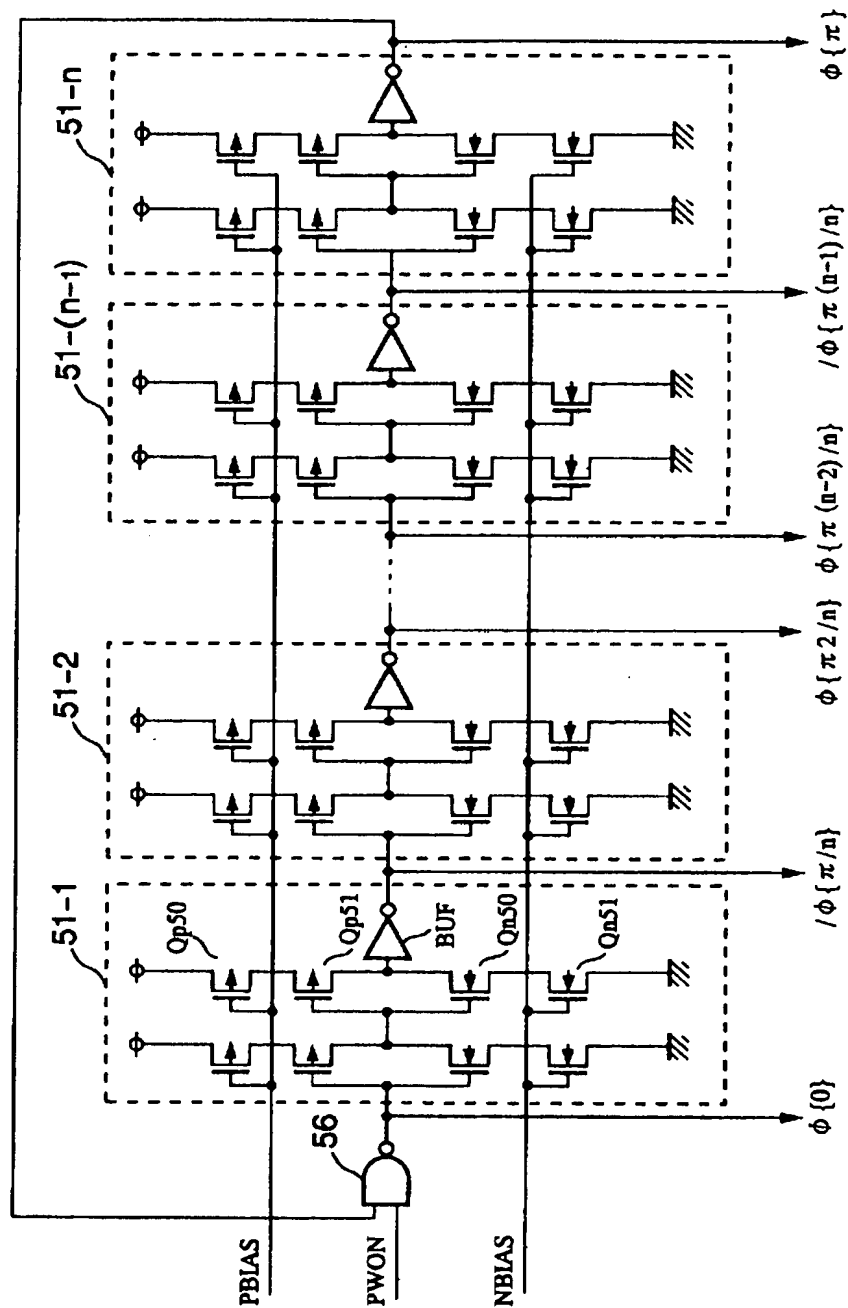 51-1
51-2
51-(n-1)
51-n
Qp50
Qp51
BUF
Qn50
Qn51
56
PBIAS
PWON
NBIAS
φ{0}
/φ{π/n}
φ{π2/n}
φ{π(n-2)/n}
/φ{π(n-1)/n}
φ{π}